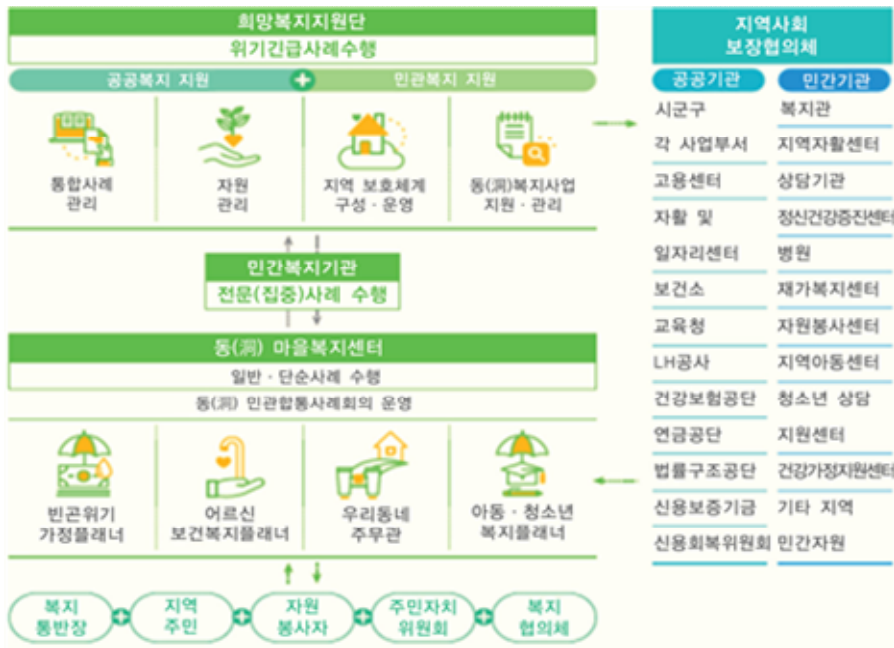 희망복지지원단
위기긴급사례수행
공공복지 지원 + 민관복지 지원
통합사례
관리
자원
관리
지역 보호체계
구성 · 운영
동(洞)복지사업
지원 · 관리
민간복지기관
전문(집중)사례 수행
동(洞) 마을복지센터
일반 · 단순사례 수행
동(洞) 민관합통사례회의 운영
빈곤위기
가정플래너
어르신
보건복지플래너
우리동네
주무관
아동 · 청소년
복지플래너
복지
통반장
지역
주민
자원
봉사자
주민자치
위원회
복지
협의체
지역사회
보장협의체
공공기관
시군구
각 사업부서
고용센터
자활 및
일자리센터
보건소
교육청
LH공사
건강보험공단
연금공단
법률구조공단
신용보증기금
신용회복위원회
민간기관
복지관
지역자활센터
상담기관
정신건강증진센터
병원
재가복지센터
자원봉사센터
지역아동센터
청소년 상담
지원센터
건강가정지원센터
기타 지역
민간자원